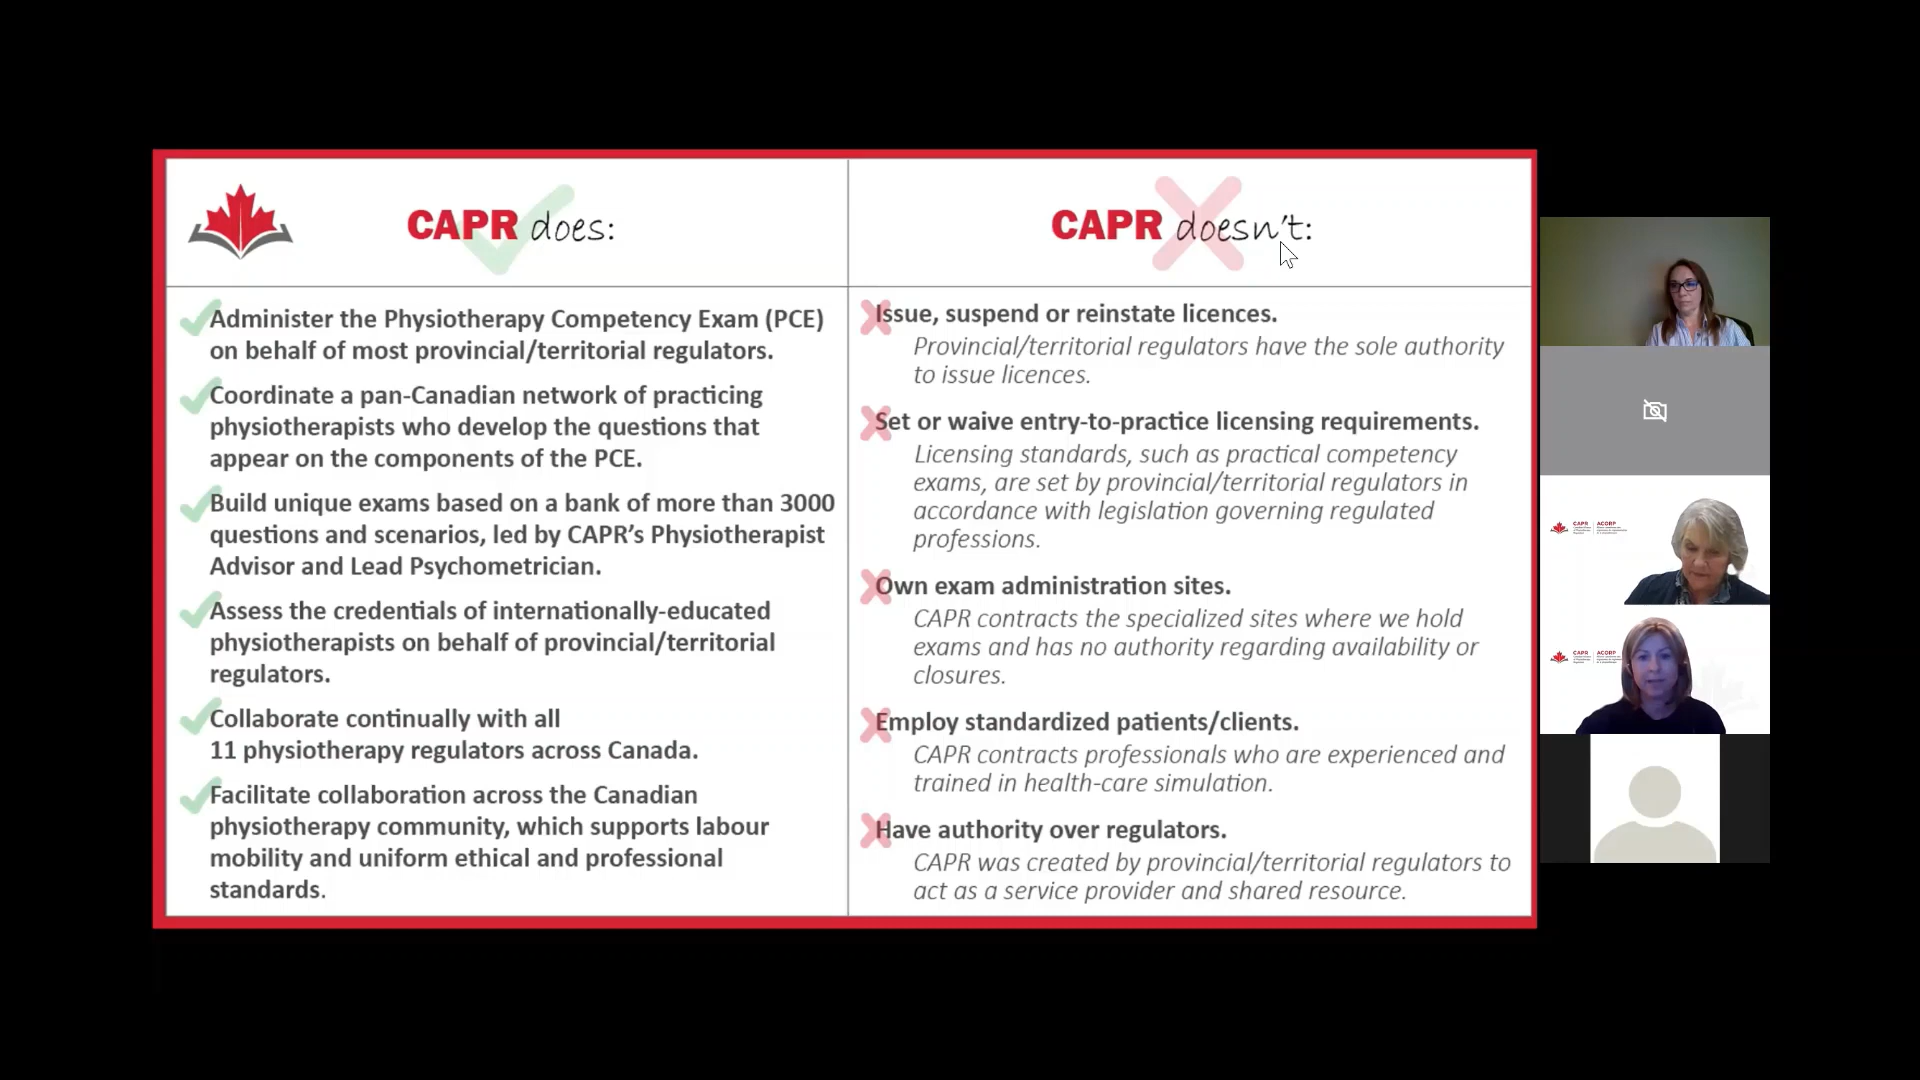 CAPR does:
Administer the Physiotherapy Competency Exam (PCE)
on behalf of most provincial/territorial regulators.
Coordinate a pan-Canadian network of practicing
physiotherapists who develop the questions that
appear on the components of the PCE.
Build unique exams based on a bank of more than 3000
questions and scenarios, led by CAPR’s Physiotherapist
Advisor and Lead Psychometrician.
Assess the credentials of internationally-educated
physiotherapists on behalf of provincial/territorial
regulators.
Collaborate continually with all
11 physiotherapy regulators across Canada.
Facilitate collaboration across the Canadian
physiotherapy community, which supports labour
mobility and uniform ethical and professional
standards.
CAPR doesn’t:
Issue, suspend or reinstate licences.
Provincial/territorial regulators have the sole authority
to issue licences.
Set or waive entry-to-practice licensing requirements.
Licensing standards, such as practical competency
exams, are set by provincial/territorial regulators in
accordance with legislation governing regulated
professions.
Own exam administration sites.
CAPR contracts the specialized sites where we hold
exams and has no authority regarding availability or
closures.
Employ standardized patients/clients.
CAPR contracts professionals who are experienced and
trained in health-care simulation.
Have authority over regulators.
CAPR was created by provincial/territorial regulators to
act as a service provider and shared resource.
CAPR ACORP
CAPR ACORP